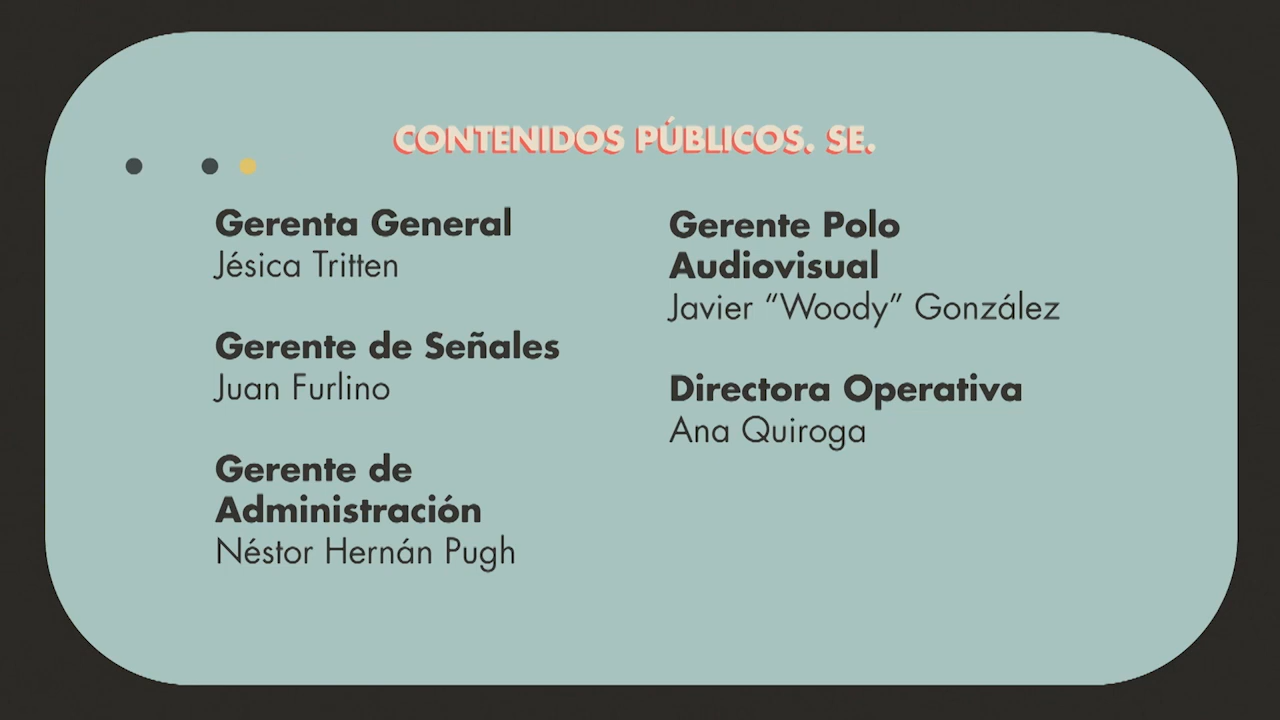 CONTENIDOS PÚBLICOS. SE.
Gerenta General
Jésica Tritten
Gerente de Señales
Juan Furlino
Gerente de
Administración
Néstor Hernán Pugh
Gerente Polo
Audiovisual
Javier “Woody” González
Directora Operativa
Ana Quiroga